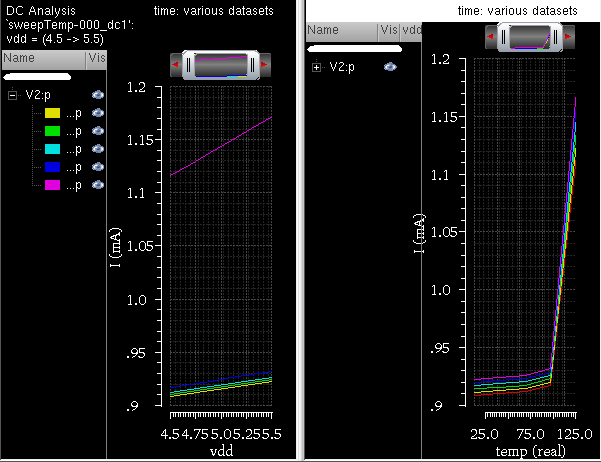 DC Analysis
`sweepTemp-000_dc1':
vdd = (4.5 -> 5.5)
time: various datasets
Name Vis
V2:p
...p
...p
...p
...p
...p
1.2
1.15
1.1
1.05
1.0
.95
.9
I (mA)
4.5 4.75 5.0 5.25 5.5
vdd
time: various datasets
Name Vis vdd
V2:p
1.2
1.15
1.1
1.05
1.0
.95
.9
I (mA)
25.0 75.0 125.0
temp (real)